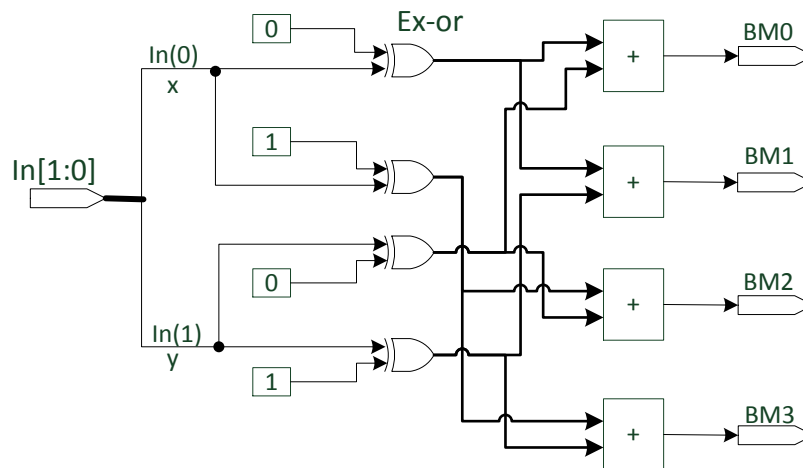 0
Ex-or
BM0
In(0)
+
x
1
BM1
In[1:0]
+
0
BM2
In(1)
+
y
1
BM3
+